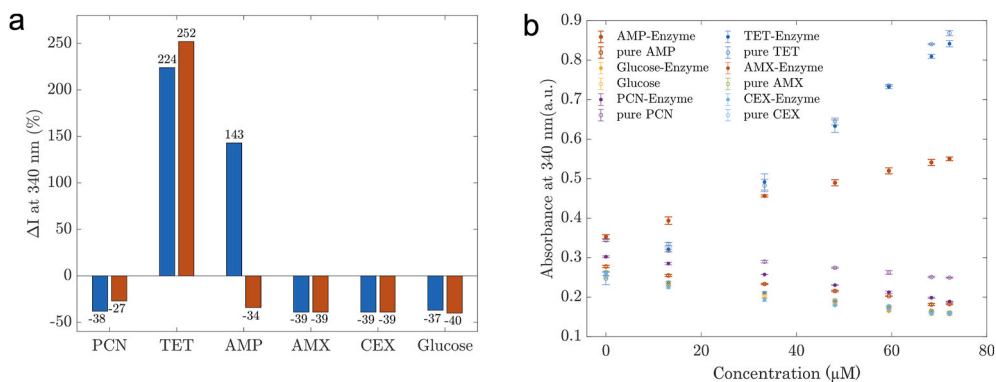 a
ΔI at 340 nm (%)
250
200
150
100
50
0
-50
-38
-27
224
252
143
-34
-39
-39
-39
-39
-37
-40
PCN
TET
AMP
AMX
CEX
Glucose
b
Absorbance at 340 nm(a.u.)
0.9
0.8
0.7
0.6
0.5
0.4
0.3
0.2
0.1
AMP-Enzyme
pure AMP
Glucose-Enzyme
Glucose
PCN-Enzyme
pure PCN
TET-Enzyme
pure TET
AMX-Enzyme
pure AMX
CEX-Enzyme
pure CEX
0
20
40
60
80
Concentration (μM)